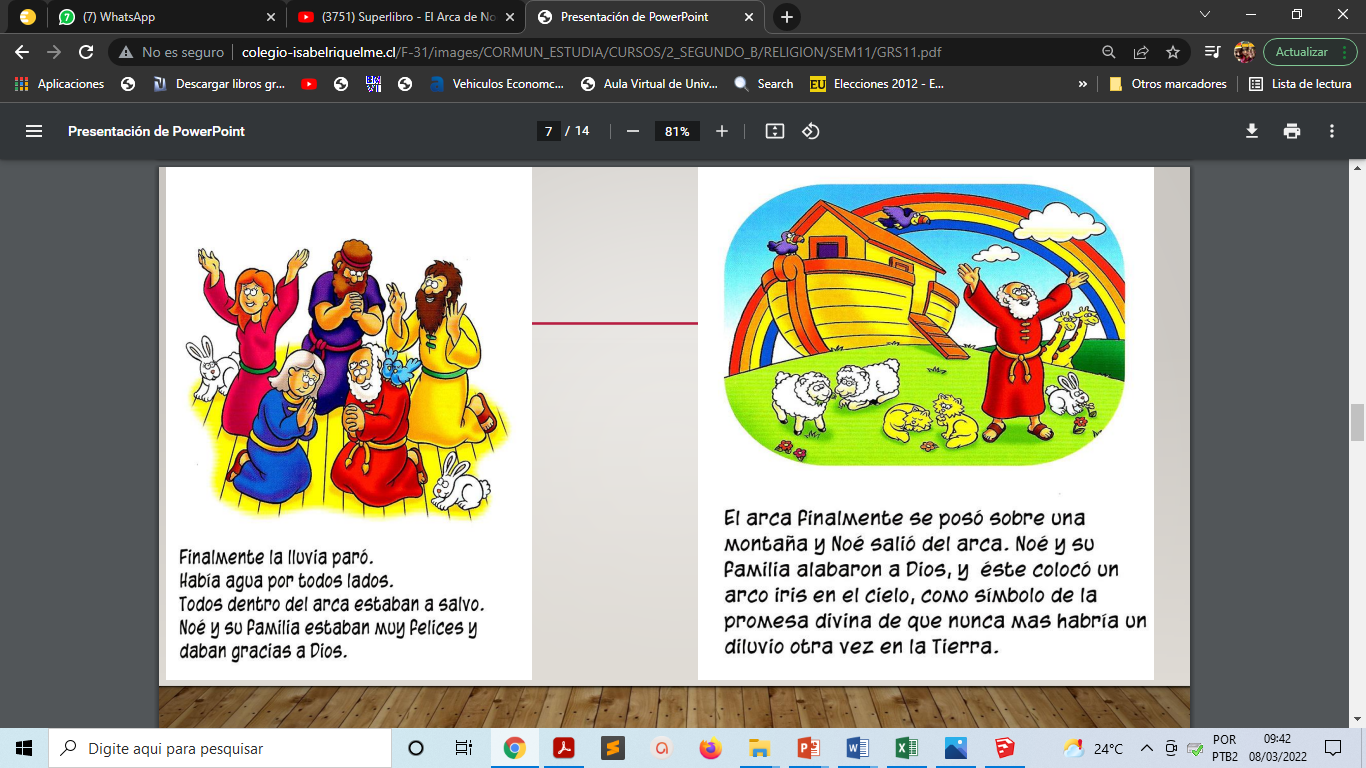 (7) WhatsApp
(3751) Superlibro - El Arca de No
Presentación de PowerPoint
No es seguro
colegio-isabelriquelme.cl/F-31/images/CORMUN_ESTUDIA/CURSOS/2_SEGUNDO_B/RELIGION/SEM11/GRS11.pdf
Actualizar
Aplicaciones
Descargar libros gr...
Vehiculos Economc...
Aula Virtual de Univ...
Search
EU
Elecciones 2012 - E...
»
Otros marcadores
Lista de lectura
Presentación de PowerPoint
7 / 14
81%
Finalmente la lluvia paró.
Había agua por todos lados.
Todos dentro del arca estaban a salvo.
Noé y su familia estaban muy felices y
daban gracias a Dios.
El arca finalmente se posó sobre una
montaña y Noé salió del arca. Noé y su
familia alabaron a Dios, y éste colocó un
arco iris en el cielo, como símbolo de la
promesa divina de que nunca mas habría un
diluvio otra vez en la Tierra.
Digite aqui para pesquisar
24°C
POR
PTB2
09:42
08/03/2022